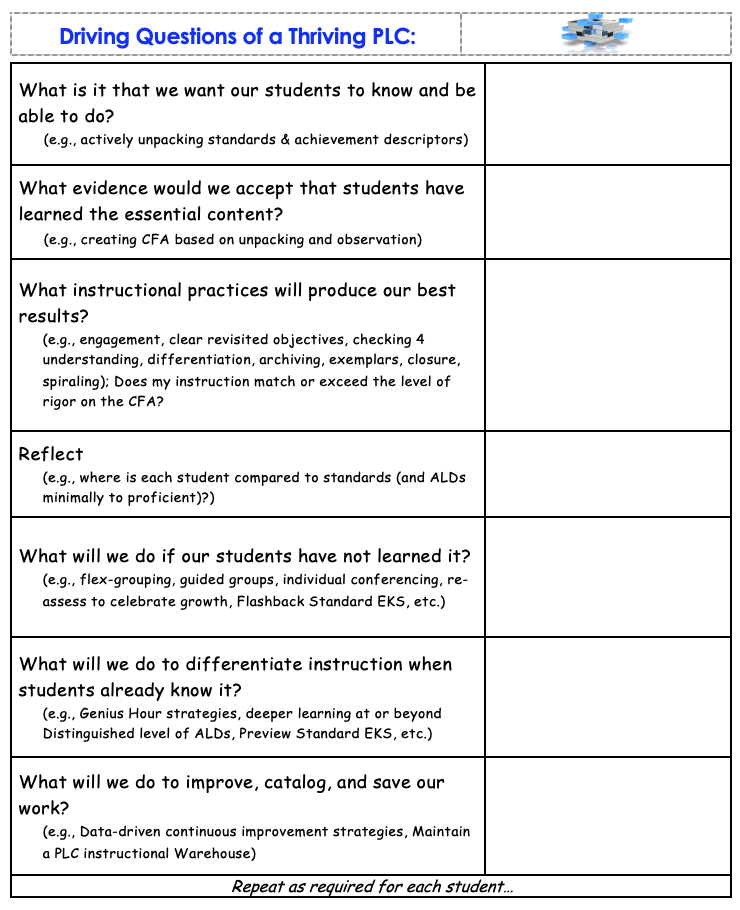 Driving Questions of a Thriving PLC:
What is it that we want our students to know and be
able to do?
(e.g., actively unpacking standards & achievement descriptors)
What evidence would we accept that students have
learned the essential content?
(e.g., creating CFA based on unpacking and observation)
What instructional practices will produce our best
results?
(e.g., engagement, clear revisited objectives, checking 4
understanding, differentiation, archiving, exemplars, closure,
spiraling); Does my instruction match or exceed the level of
rigor on the CFA?
Reflect
(e.g., where is each student compared to standards (and ALDs
minimally to proficient)?)
What will we do if our students have not learned it?
(e.g., flex-grouping, guided groups, individual conferencing, re-
assess to celebrate growth, Flashback Standard EKS, etc.)
What will we do to differentiate instruction when
students already know it?
(e.g., Genius Hour strategies, deeper learning at or beyond
Distinguished level of ALDs, Preview Standard EKS, etc.)
What will we do to improve, catalog, and save our
work?
(e.g., Data-driven continuous improvement strategies, Maintain
a PLC instructional Warehouse)
Repeat as required for each student…